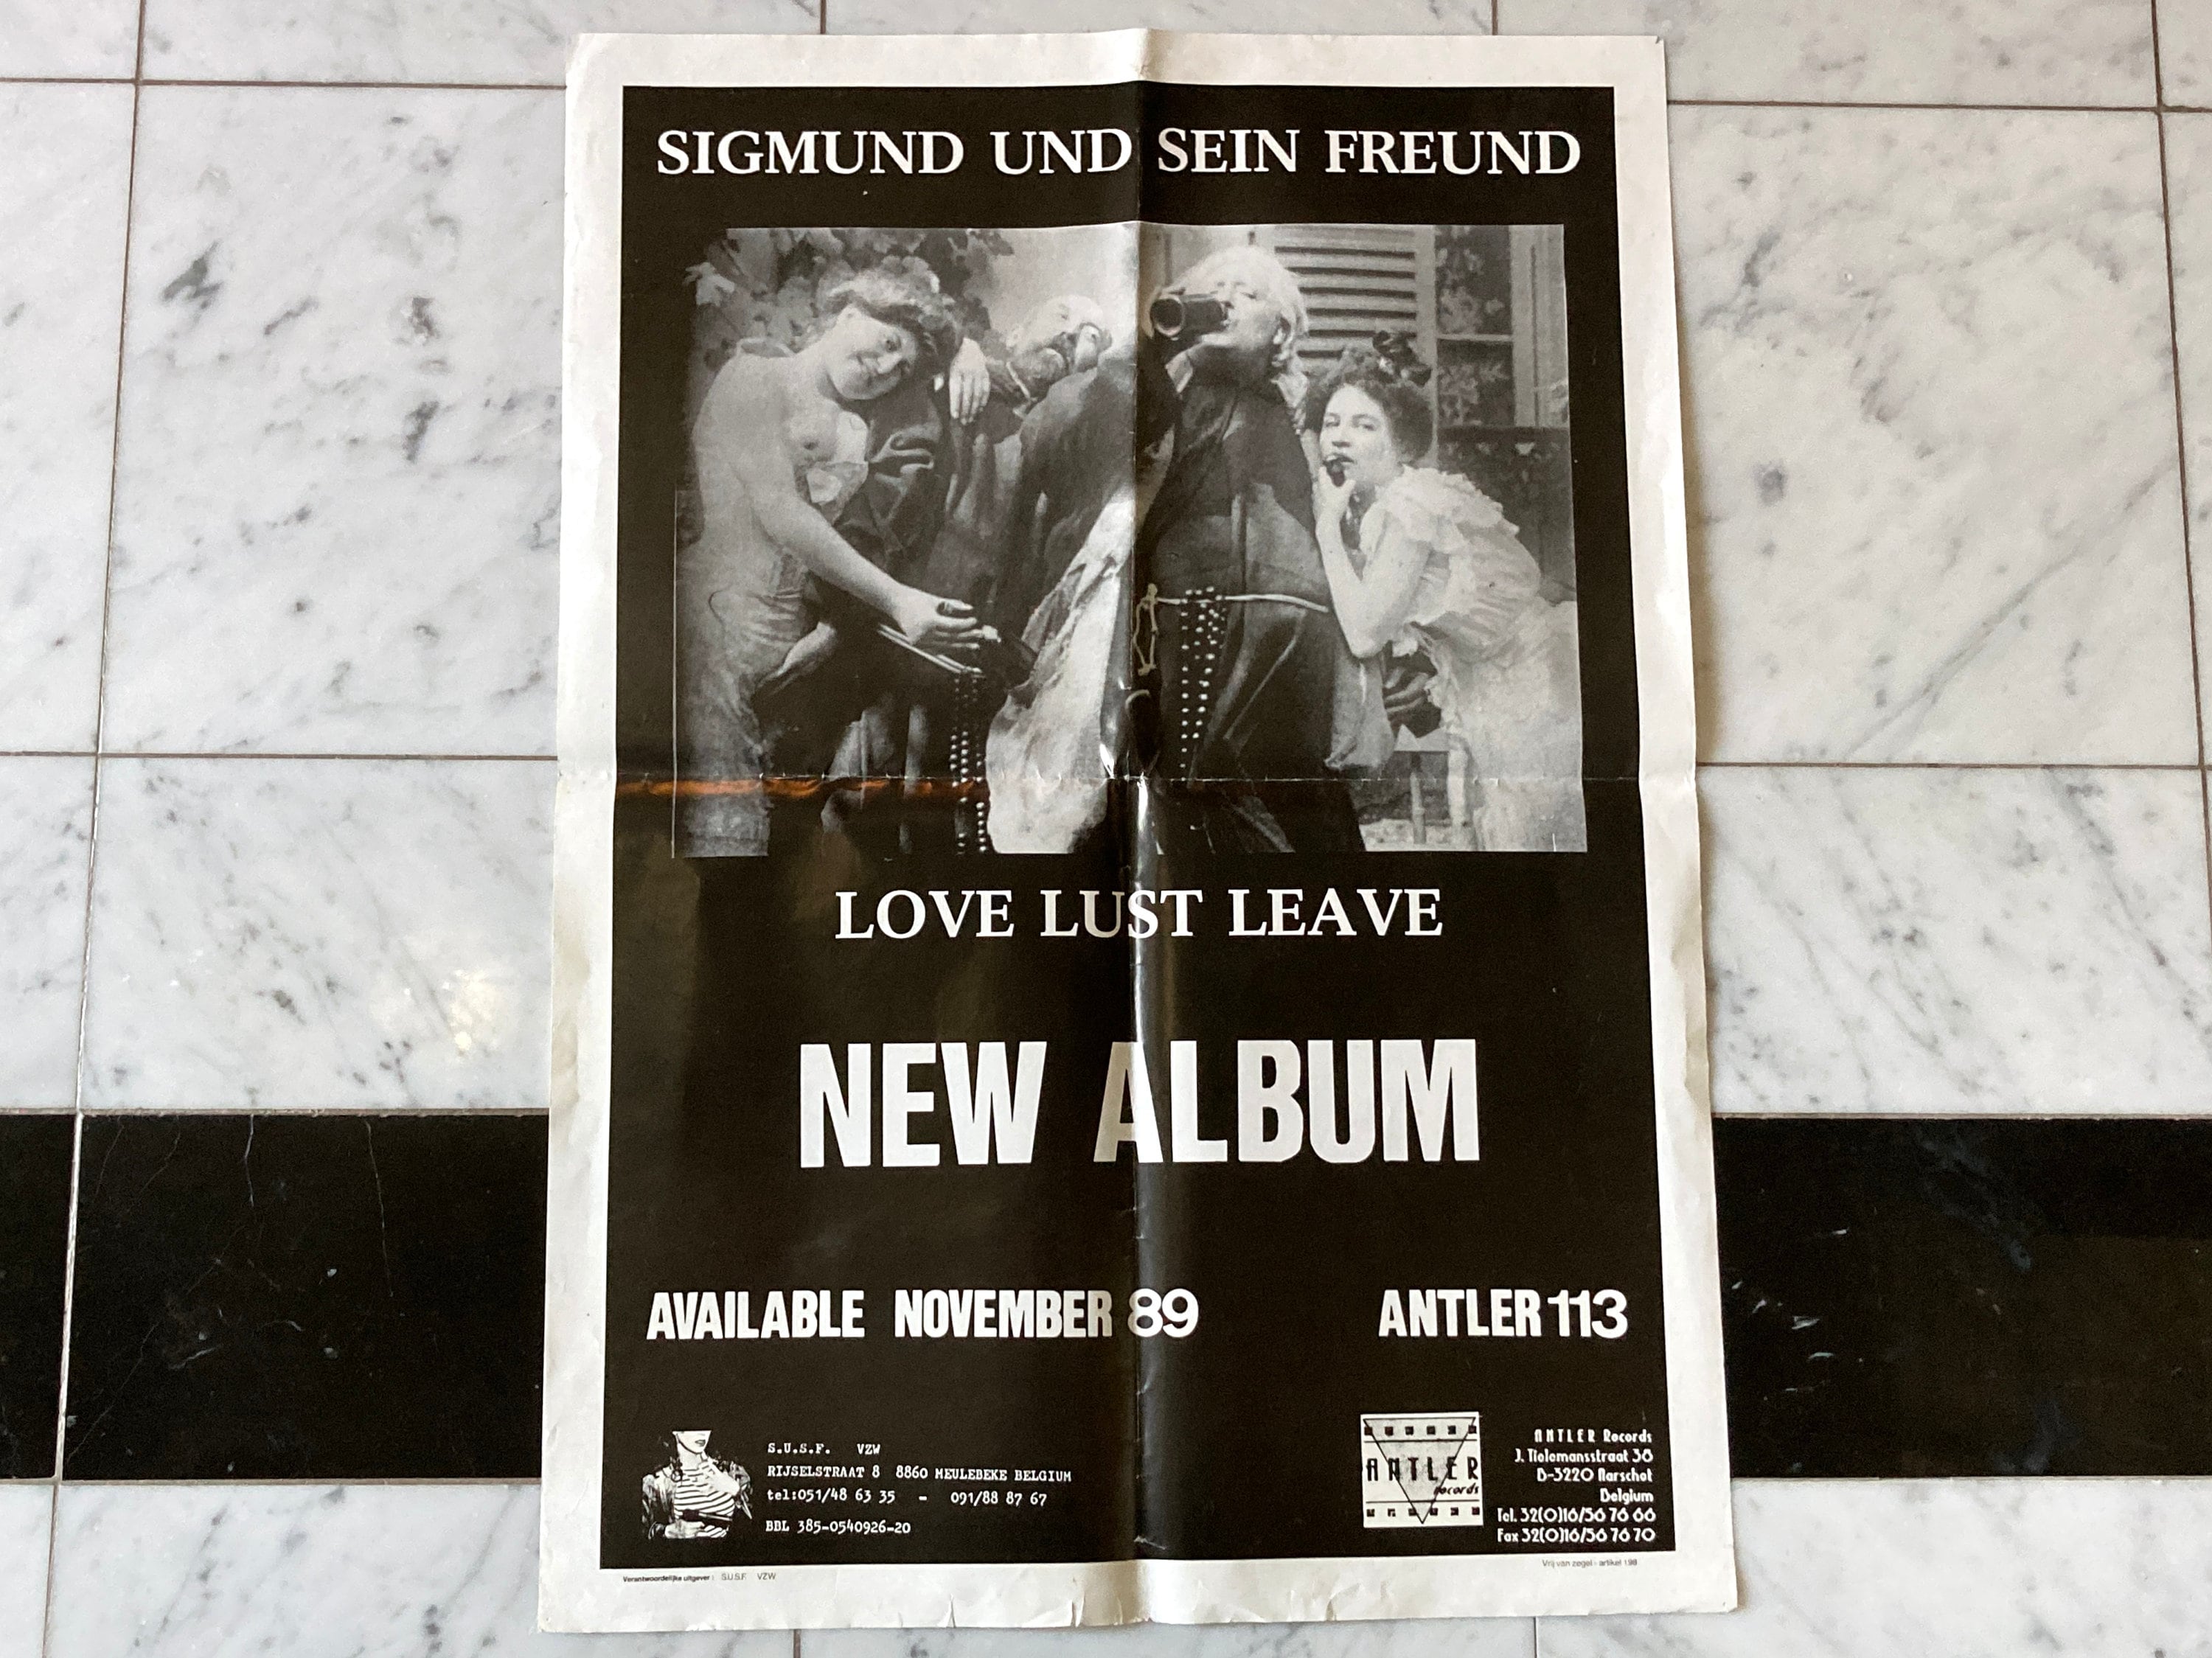 SIGMUND UND SEIN FREUND
LOVE LUST LEAVE
NEW ALBUM
AVAILABLE NOVEMBER 89
ANTLER 113
S.U.S.F. VZW
RIJSELSTRAAT 8 8860 MEULEBEKE BELGIUM
tel:051/48 63 35 - 091/88 87 67
BBL 385-0540926-20
ANTLER
records
ANTLER Records
J. Tielemansstraat 38
B-3220 Aarschot
Belgium
Tel. 32(0)16/56 76 66
Fax 32(0)16/56 76 70
Verantwoordelijke uitgever : S.U.S.F. VZW
Vrij van zegel - artikel 198